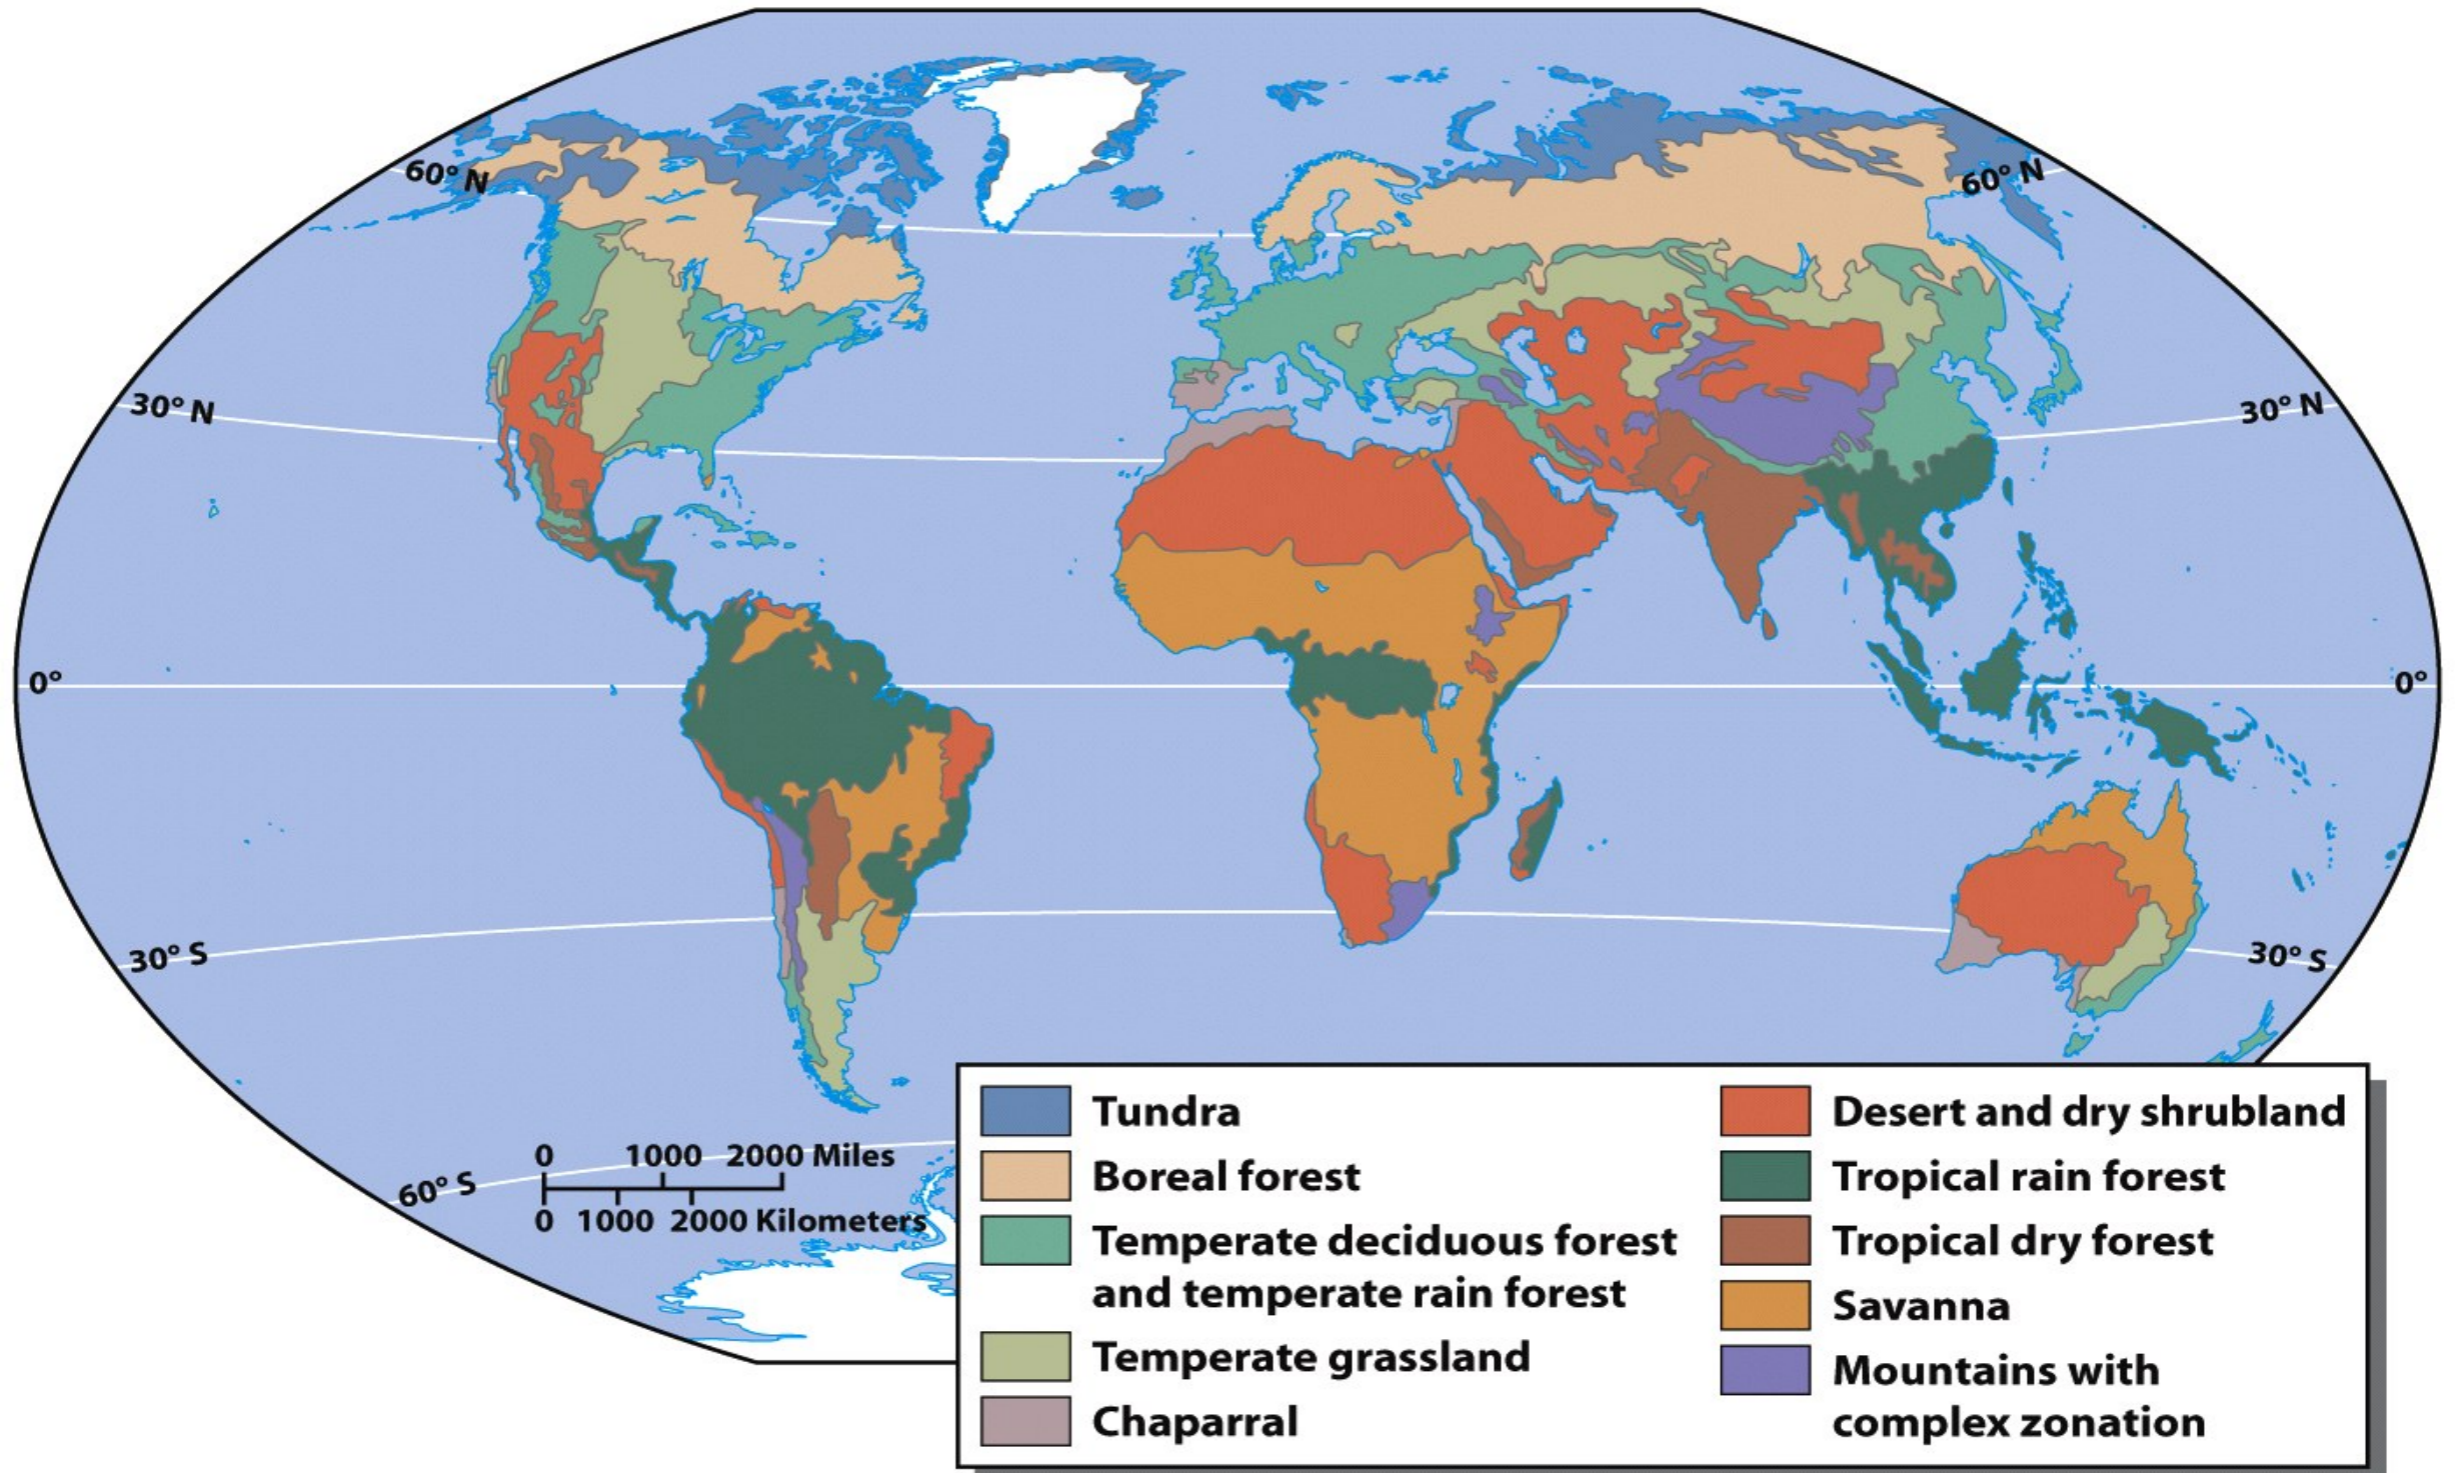 60° N
60° N
30° N
30° N
0°
0°
30° S
30° S
60° S
0 1000 2000 Miles
0 1000 2000 Kilometers
Tundra
Boreal forest
Temperate deciduous forest
and temperate rain forest
Temperate grassland
Chaparral
Desert and dry shrubland
Tropical rain forest
Tropical dry forest
Savanna
Mountains with
complex zonation